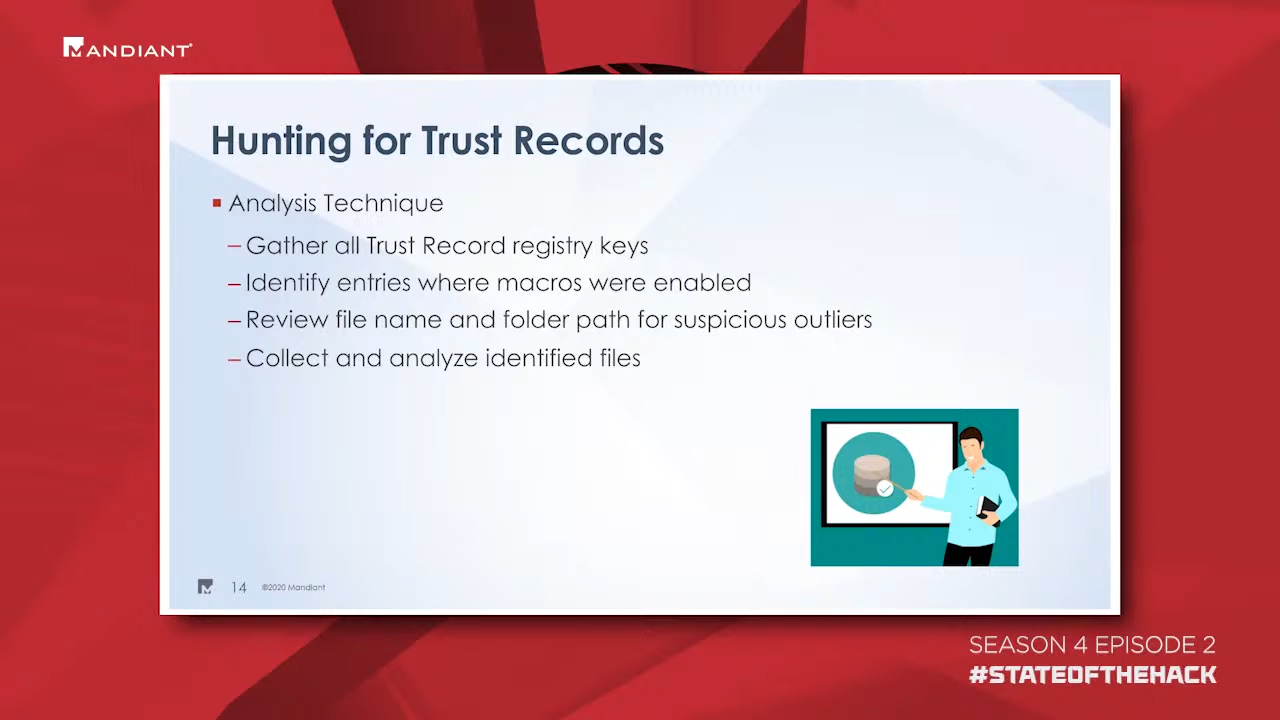 MANDIANT
Hunting for Trust Records
Analysis Technique
– Gather all Trust Record registry keys
– Identify entries where macros were enabled
– Review file name and folder path for suspicious outliers
– Collect and analyze identified files
14 ©2020 Mandiant
SEASON 4 EPISODE 2
#STATEOFTHEHACK